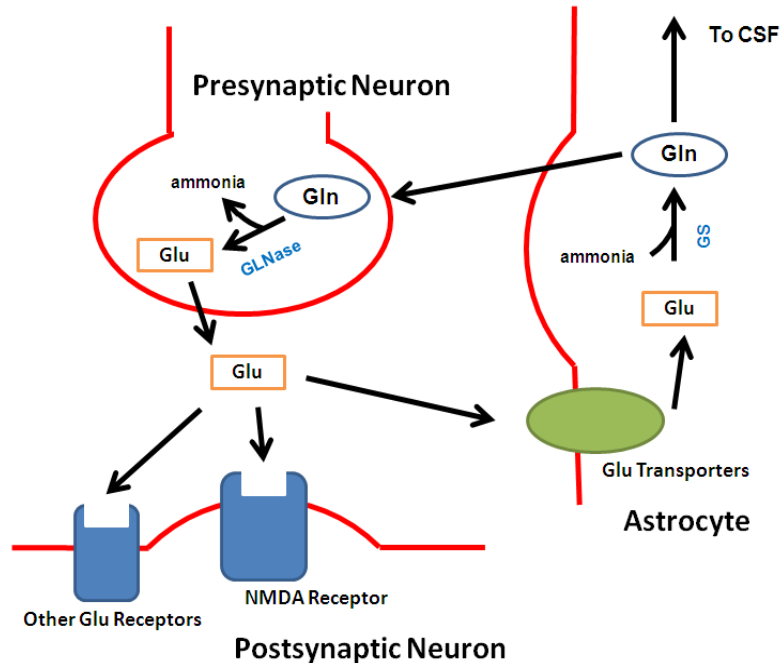 To CSF
Presynaptic Neuron
Gln
ammonia
Gln
Glu
GLNase
ammonia
GS
Glu
Glu
Glu Transporters
Astrocyte
NMDA Receptor
Other Glu Receptors
Postsynaptic Neuron